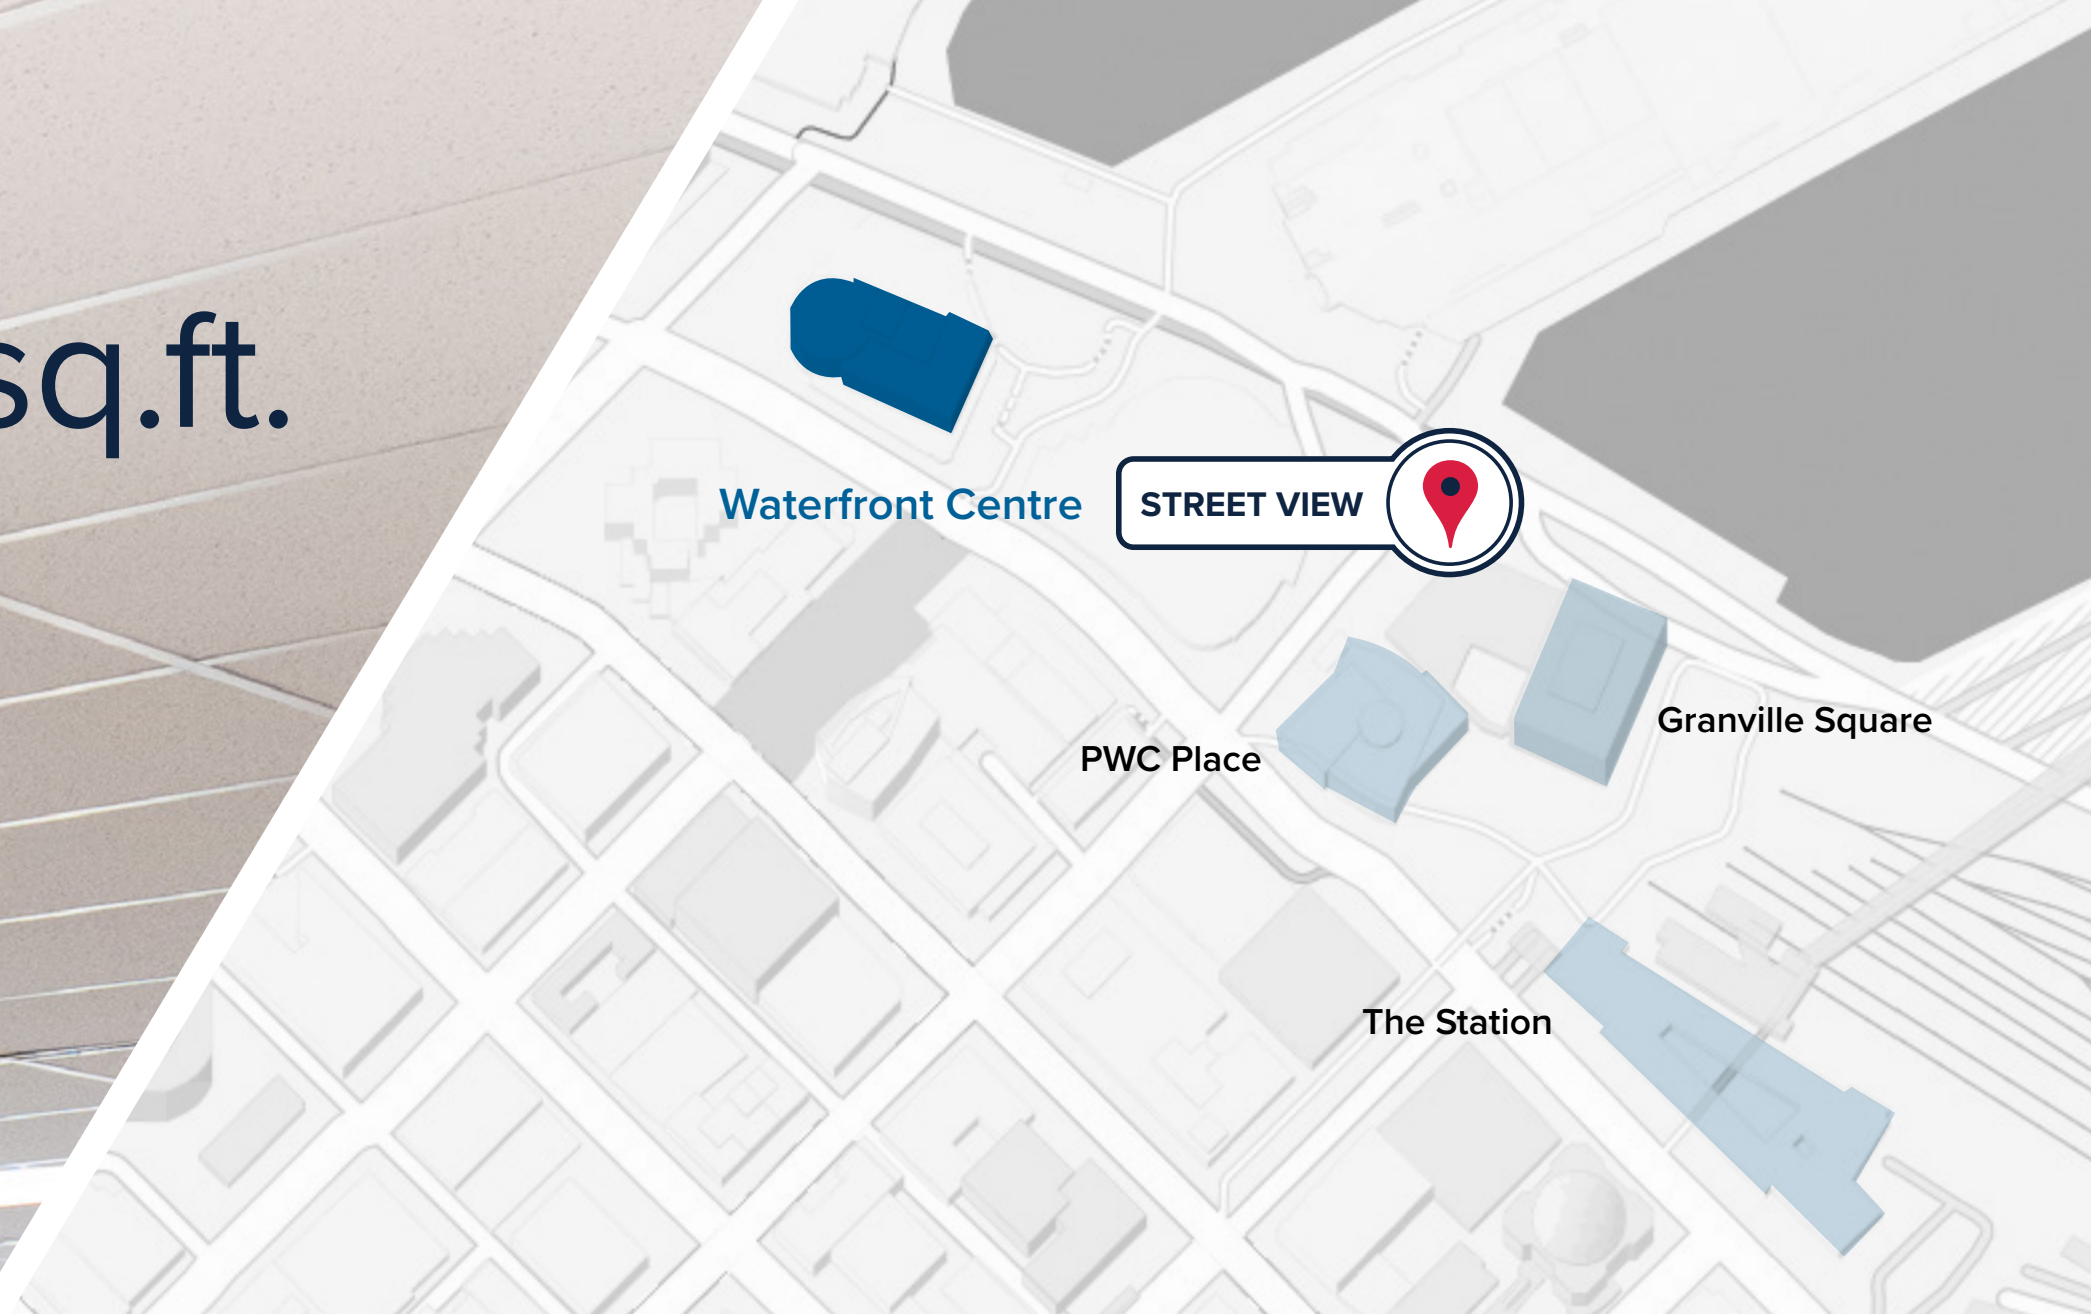 sq.ft.
Waterfront Centre
STREET VIEW
Granville Square
PWC Place
The Station